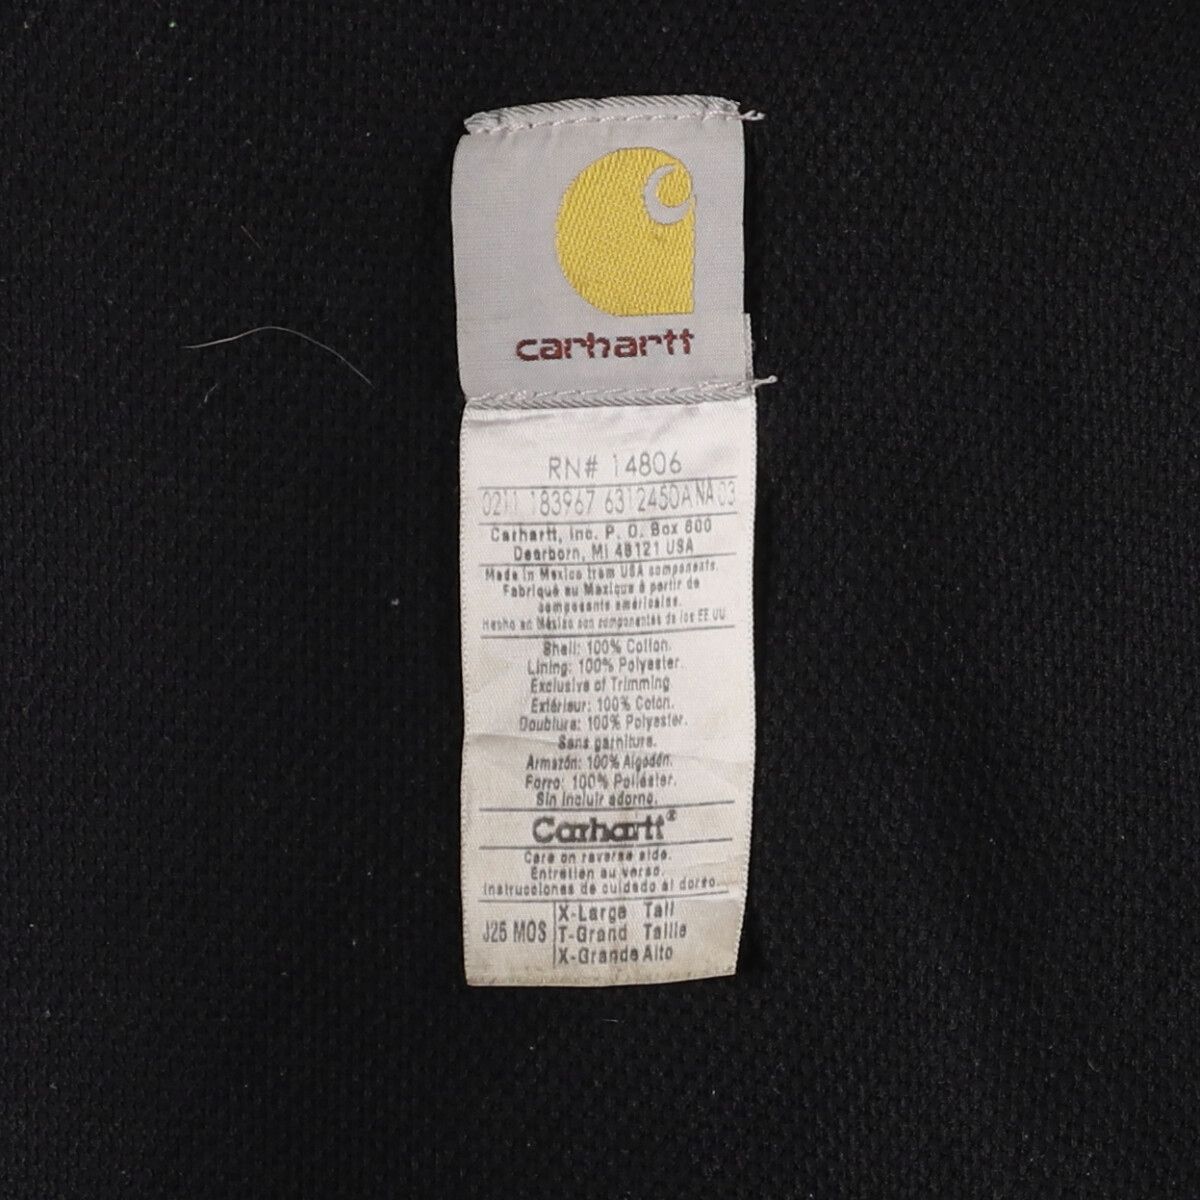 carhartt
RN# 14806
0211 183967 631245DA NA 03
Carhartt, Inc. P. O. Box 600
Dearborn, MI 48121 USA
Made in Mexico from USA components.
Fabriqué au Mexique à partir de
composants américains.
Hecho en México con componentes de los EE.UU
Shell: 100% Cotton.
Lining: 100% Polyester.
Exclusive of Trimming
Extérieur: 100% Coton.
Doublure: 100% Polyester.
Sans garniture.
Armazón: 100% Algodón.
Forro: 100% Poliéster.
Sin incluir adorno.
Carhartt®
Care on reverse side.
Entretien au verso.
Instrucciones de cuidado al dorso.
J25 MOS X-Large Tall
T-Grand Taille
X-Grande Alto